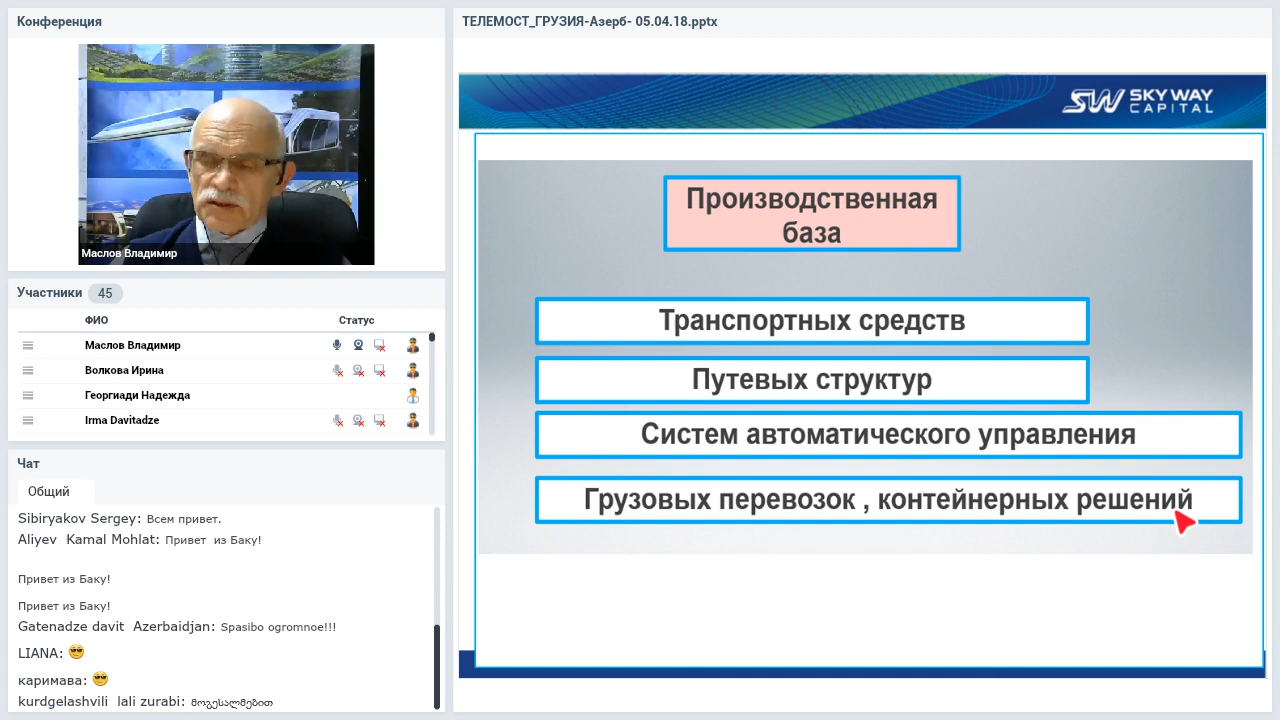 Конференция
Маслов Владимир
Участники 45
ФИО Статус
Маслов Владимир
Волкова Ирина
Георгиади Надежда
Irma Davitadze
Чат
Общий
Sibiryakov Sergey: Всем привет.
Aliyev Kamal Mohlat: Привет из Баку!
Привет из Баку!
Привет из Баку!
Gatenadze davit Azerbaidjan: Spasibo ogromnoe!!!
LIANA: 😎
каримава: 😎
kurdgelashvili lali zurabi: მოგესალმებით
ТЕЛЕМОСТ_ГРУЗИЯ-Азерб- 05.04.18.pptx
SW SKY WAY
CAPITAL
Производственная
база
Транспортных средств
Путевых структур
Систем автоматического управления
Грузовых перевозок , контейнерных решений